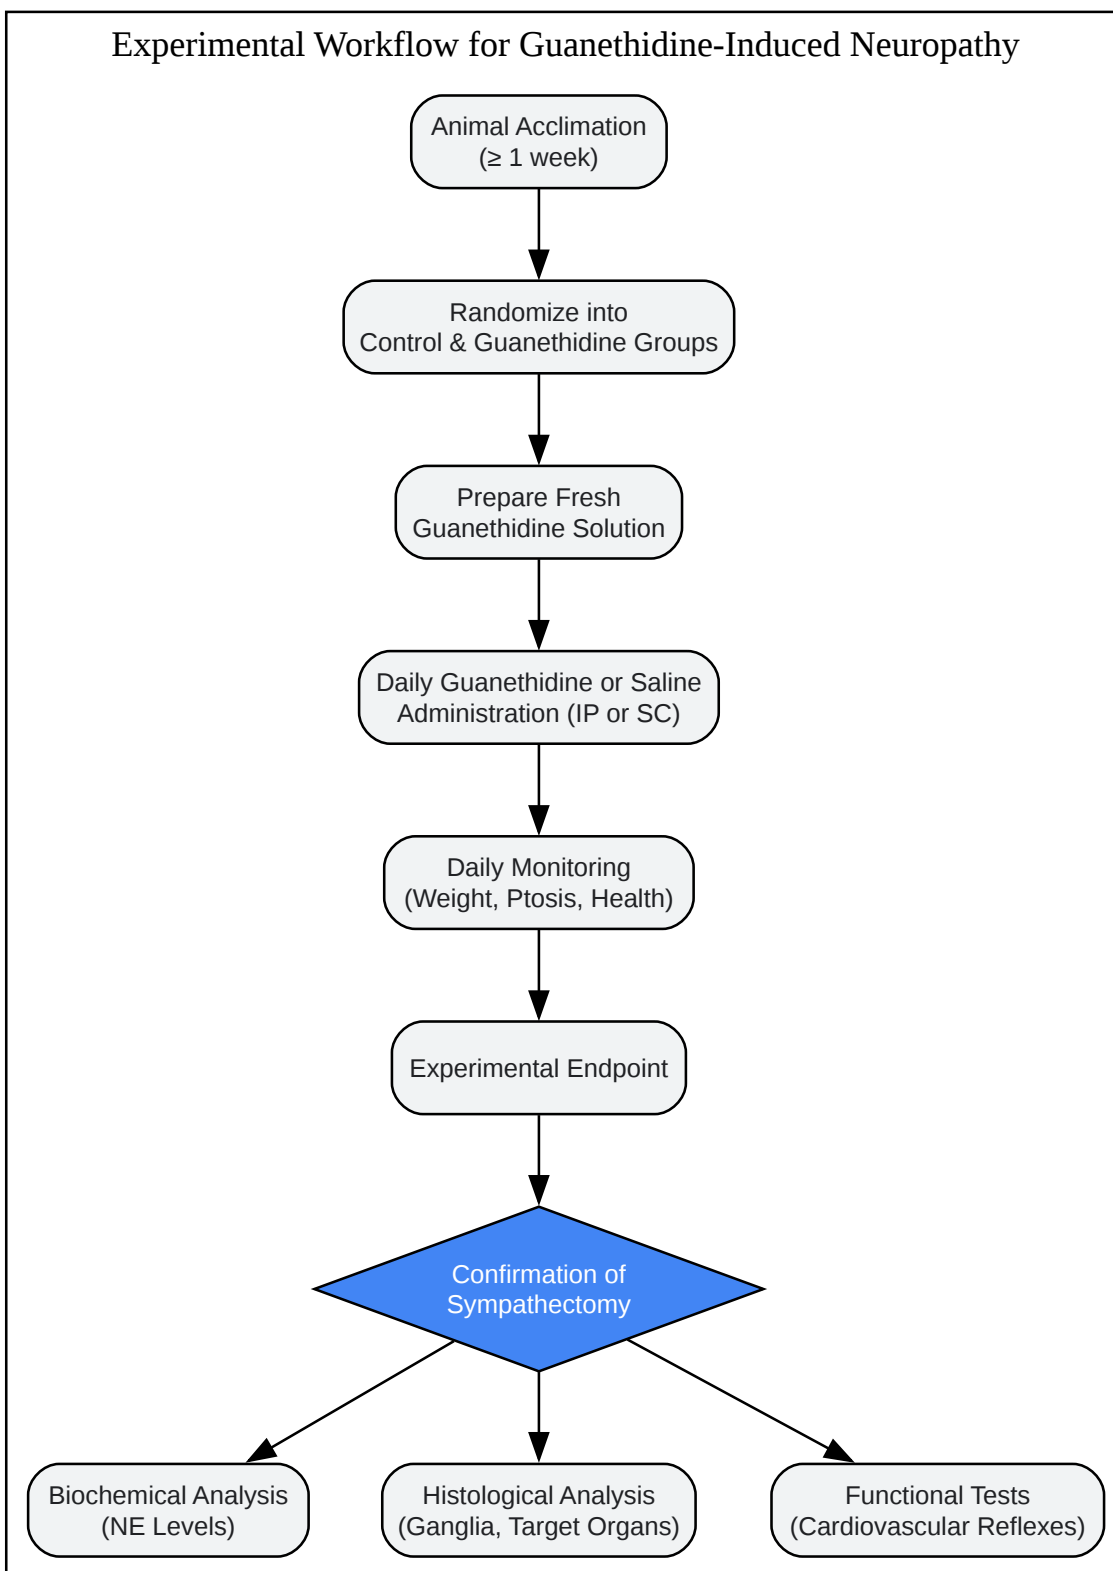 Experimental Workflow for Guanethidine-Induced Neuropathy
Animal Acclimation
(≥ 1 week)
Randomize into
Control & Guanethidine Groups
Prepare Fresh
Guanethidine Solution
Daily Guanethidine or Saline
Administration (IP or SC)
Daily Monitoring
(Weight, Ptosis, Health)
Experimental Endpoint
Confirmation of
Sympathectomy
Biochemical Analysis
(NE Levels)
Histological Analysis
(Ganglia, Target Organs)
Functional Tests
(Cardiovascular Reflexes)